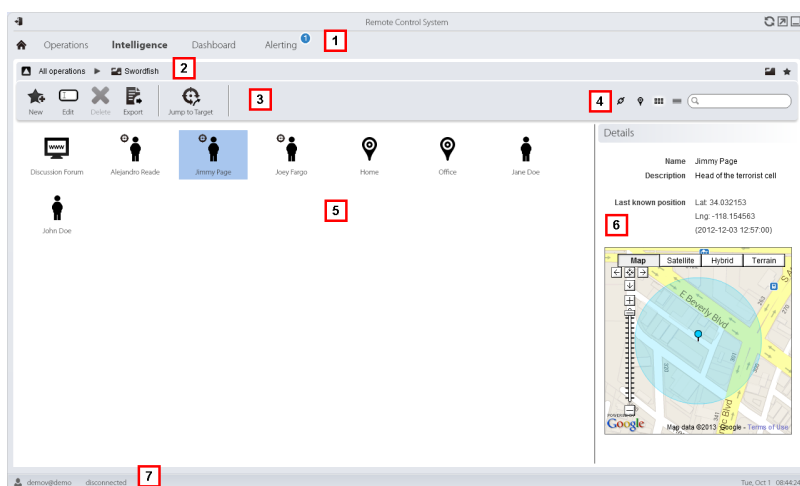 Remote Control System
Operations Intelligence Dashboard Alerting 1 1
All operations Swordfish 2
New Edit Delete Export Jump to Target 3 4
Details
www
Discussion Forum Alejandro Reade Jimmy Page Joey Fargo Home Office Jane Doe
Name Jimmy Page
Description Head of the terrorist cell
Last known position Lat: 34.032153
Lng: -118.154563
(2012-12-03 12:57:00)
John Doe
5
6
Map Satellite Hybrid Terrain
E Beverly Blvd
POWERED BY
Google
Map data ©2013 Google - Terms of Use
demov@demo disconnected 7 Tue, Oct 1 08:44:24